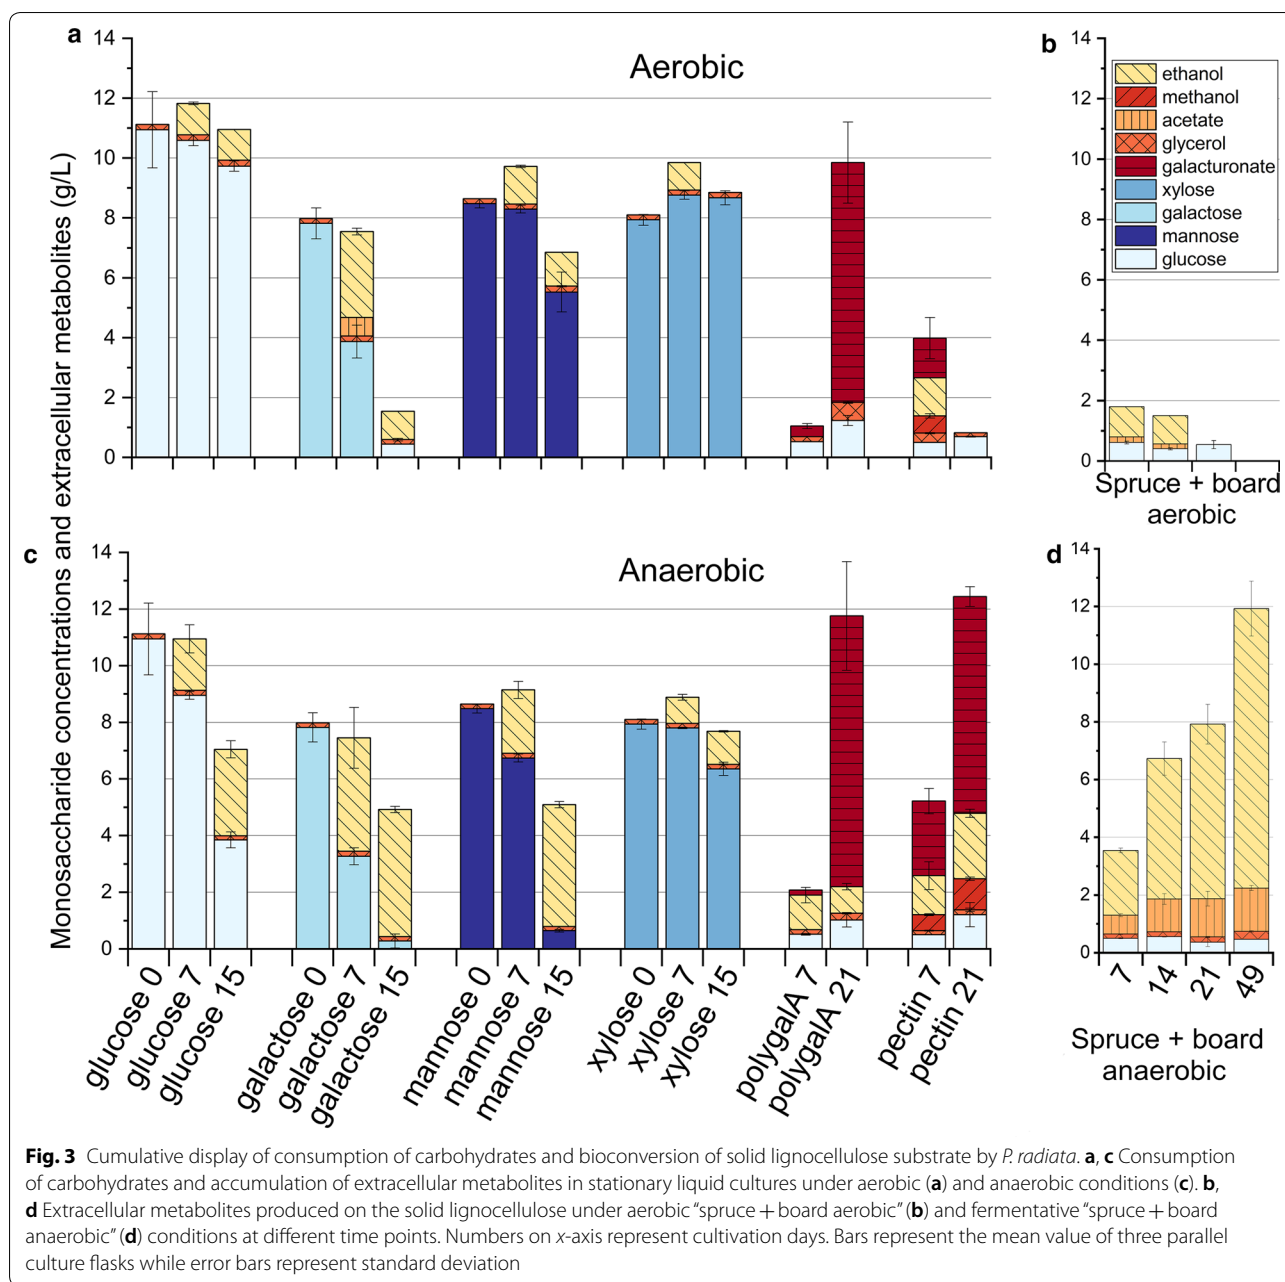 a
Aerobic
14
12
10
8
6
4
2
0
b
14
12
10
8
6
4
2
0
ethanol
methanol
acetate
glycerol
galacturonate
xylose
galactose
mannose
glucose
Spruce + board
aerobic
Monosaccharide concentrations and extracellular metabolites (g/L)
c
Anaerobic
14
12
10
8
6
4
2
0
glucose 0
glucose 7
glucose 15
galactose 0
galactose 7
galactose 15
mannose 0
mannose 7
mannose 15
xylose 0
xylose 7
xylose 15
polygalA 7
polygalA 21
pectin 7
pectin 21
d
14
12
10
8
6
4
2
0
7
14
21
49
Spruce + board
anaerobic
Fig. 3 Cumulative display of consumption of carbohydrates and bioconversion of solid lignocellulose substrate by P. radiata. a, c Consumption
of carbohydrates and accumulation of extracellular metabolites in stationary liquid cultures under aerobic (a) and anaerobic conditions (c). b,
d Extracellular metabolites produced on the solid lignocellulose under aerobic “spruce + board aerobic” (b) and fermentative “spruce + board
anaerobic” (d) conditions at different time points. Numbers on x-axis represent cultivation days. Bars represent the mean value of three parallel
culture flasks while error bars represent standard deviation